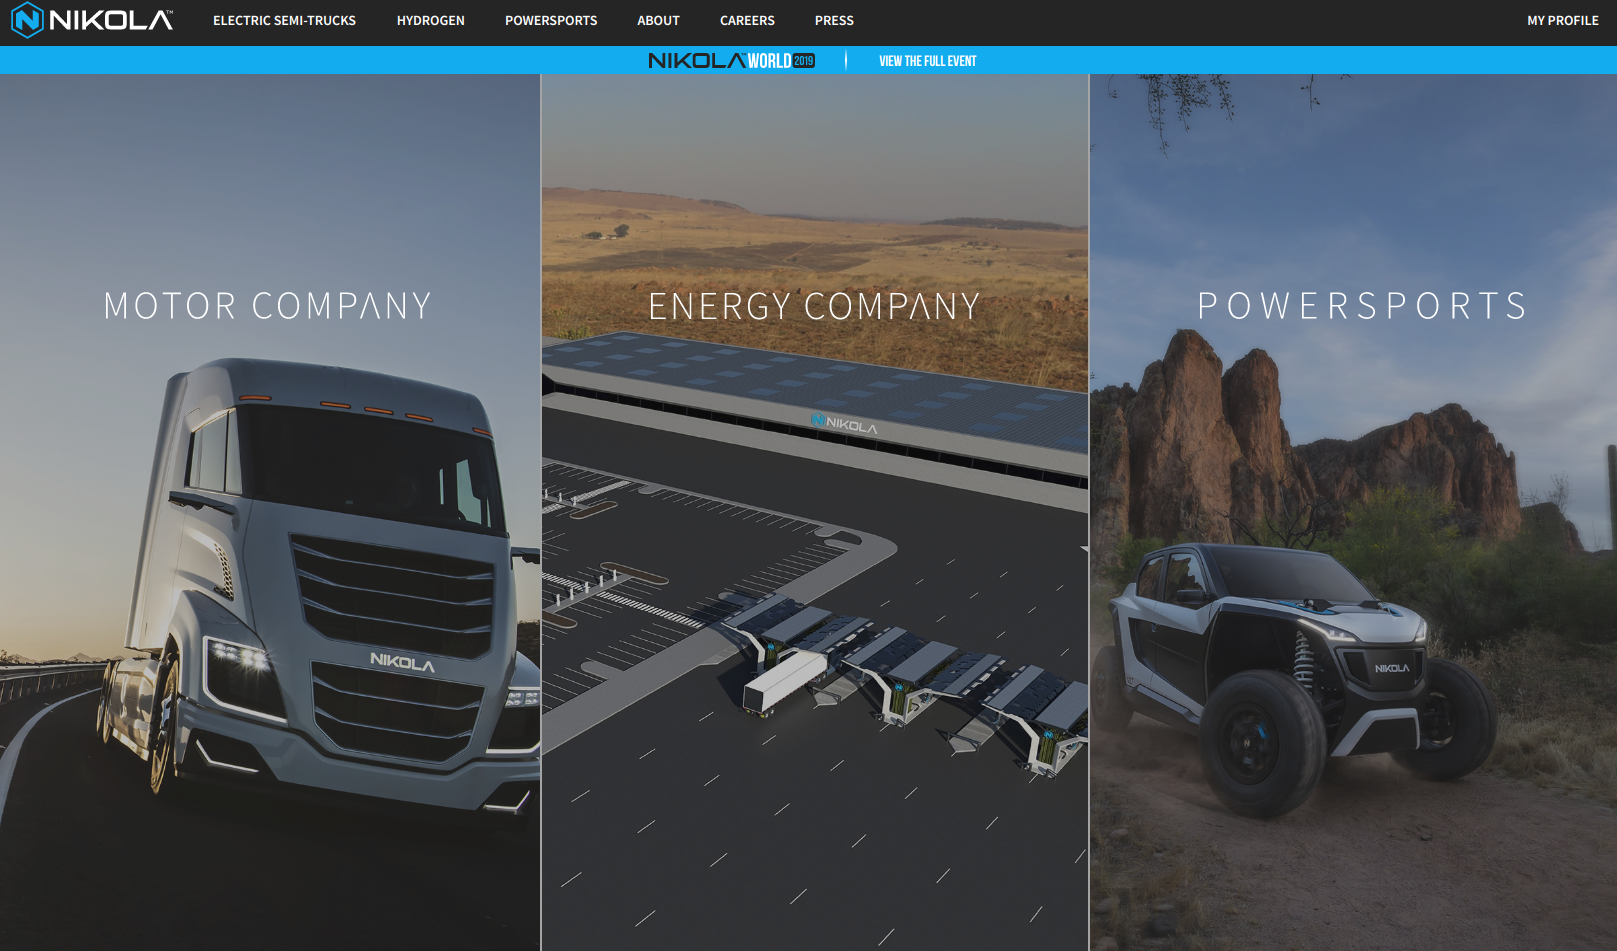 NIKOLA™
ELECTRIC SEMI-TRUCKS
HYDROGEN
POWERSPORTS
ABOUT
CAREERS
PRESS
MY PROFILE
NIKOLA WORLD 2019
VIEW THE FULL EVENT
MOTOR COMPANY
ENERGY COMPANY
POWERSPORTS
NIKOLA
NIKOLA
NIKOLA